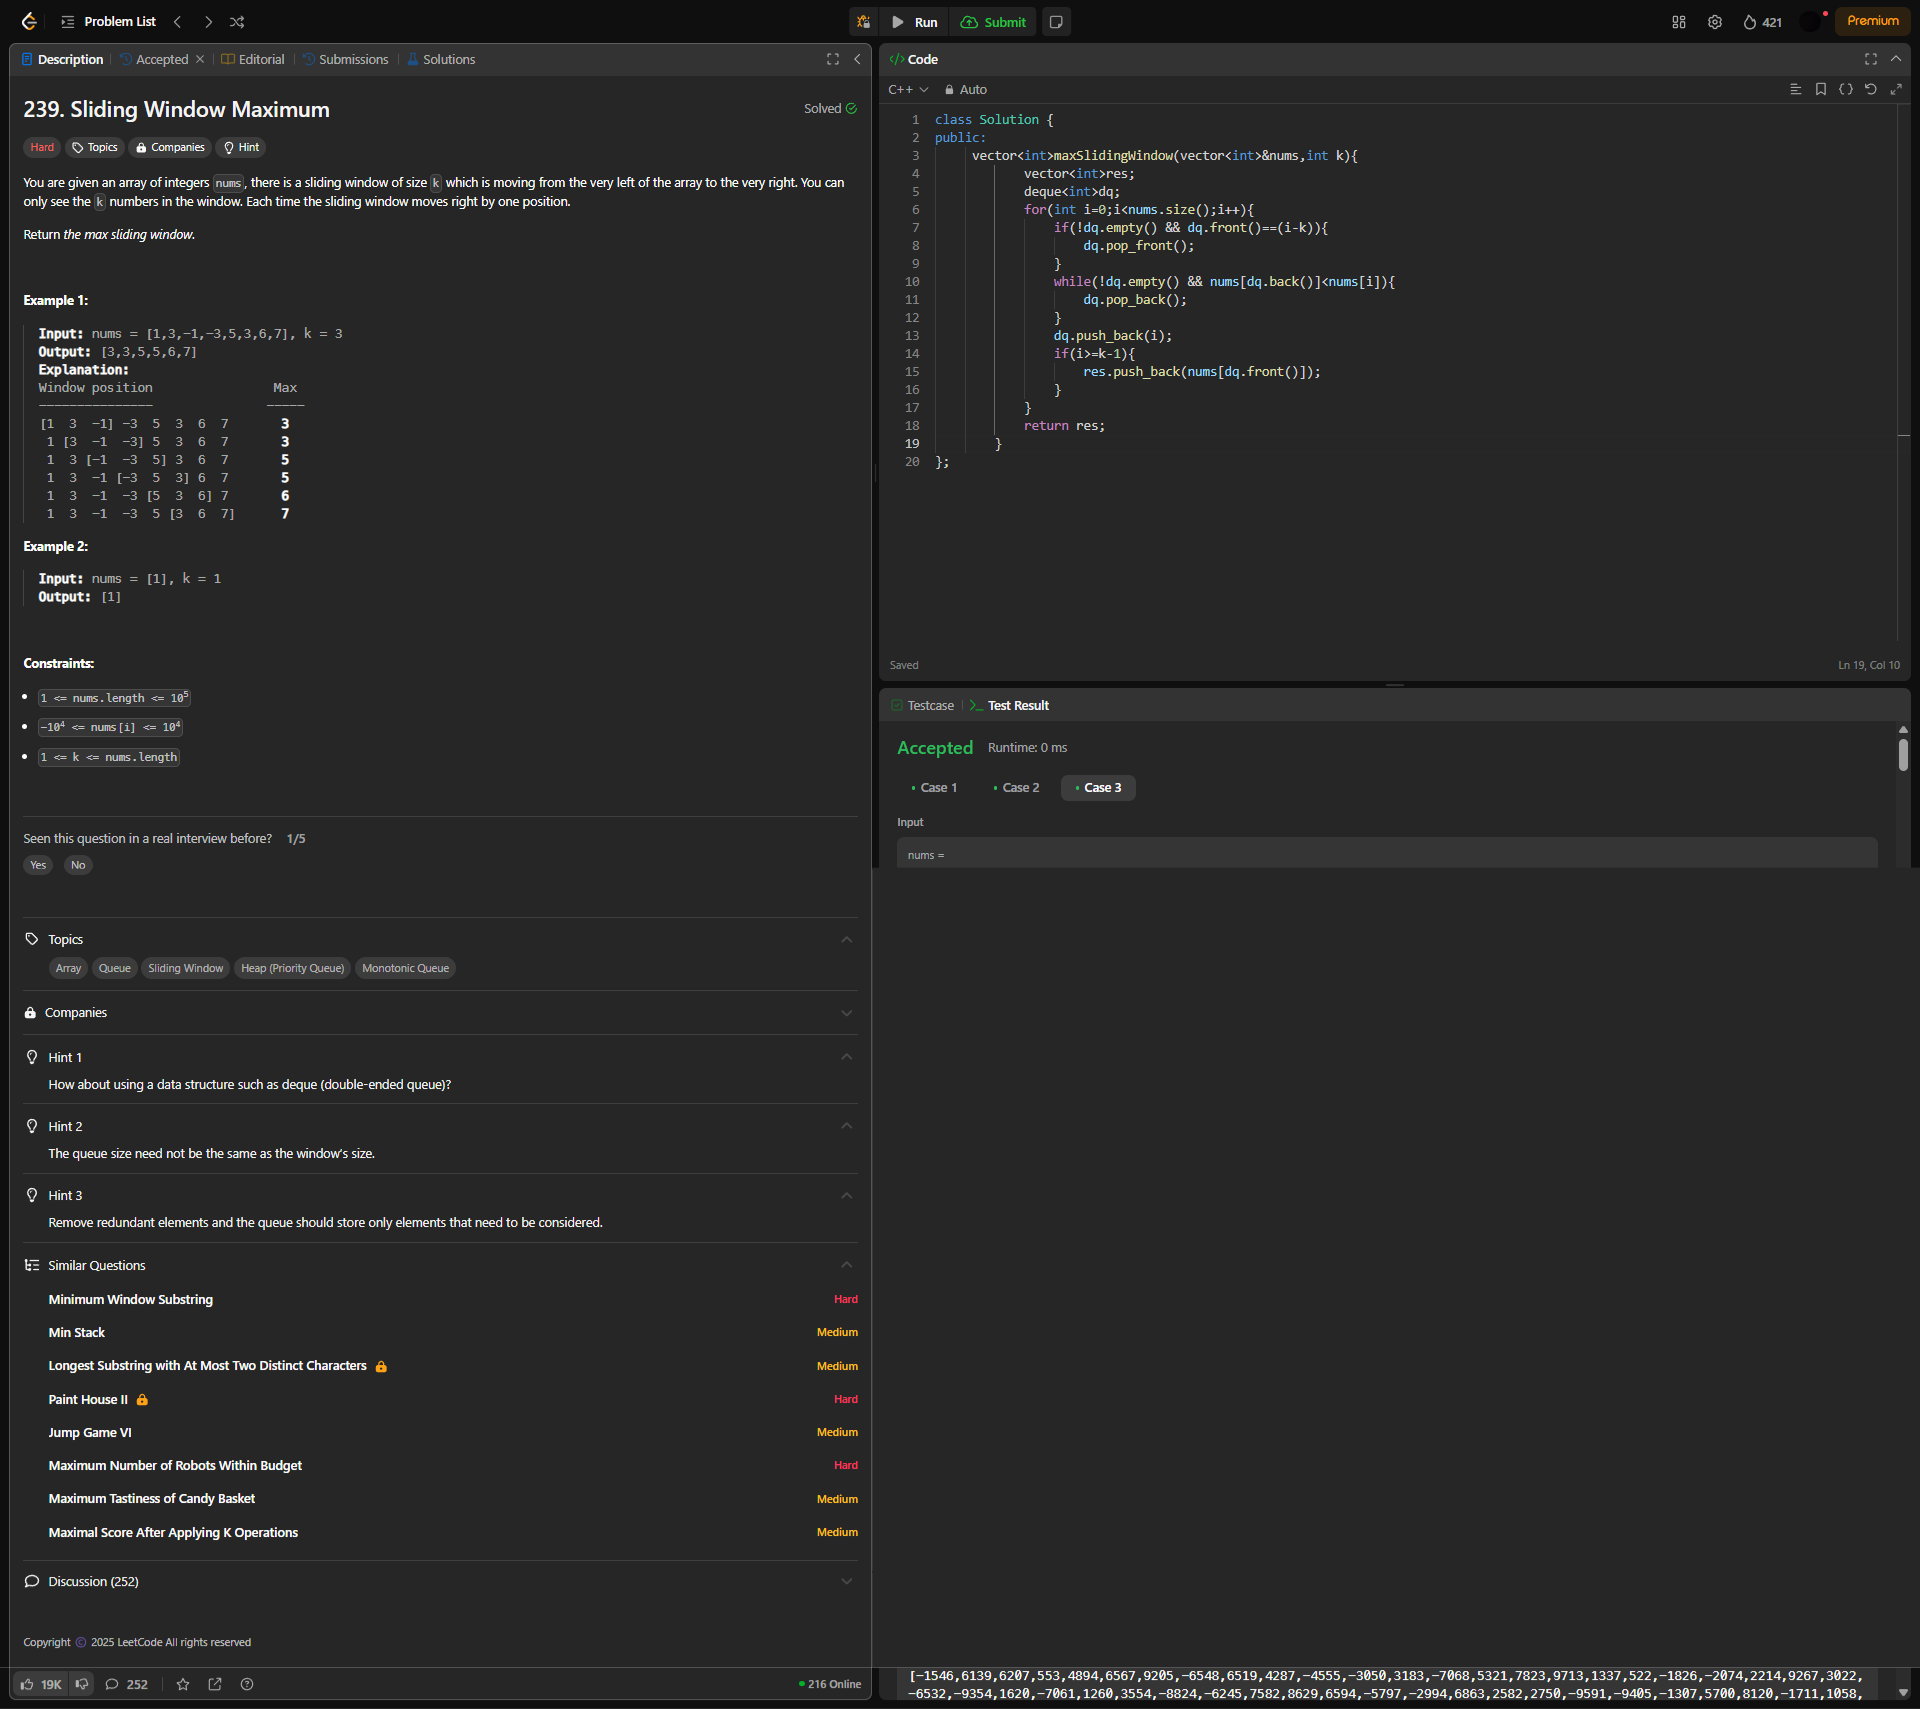 Problem List
Run
Submit
421
Premium
Description
Accepted
Editorial
Submissions
Solutions
239. Sliding Window Maximum
Solved
Hard
Topics
Companies
Hint
You are given an array of integers nums, there is a sliding window of size k which is moving from the very left of the array to the very right. You can
only see the k numbers in the window. Each time the sliding window moves right by one position.
Return the max sliding window.
Example 1:
Input: nums = [1,3,-1,-3,5,3,6,7], k = 3
Output: [3,3,5,5,6,7]
Explanation:
Window position Max
--------------- -----
[1 3 -1] -3 5 3 6 7 3
1 [3 -1 -3] 5 3 6 7 3
1 3 [-1 -3 5] 3 6 7 5
1 3 -1 [-3 5 3] 6 7 5
1 3 -1 -3 [5 3 6] 7 6
1 3 -1 -3 5 [3 6 7] 7
Example 2:
Input: nums = [1], k = 1
Output: [1]
Constraints:
1 <= nums.length <= 10⁵
-10⁴ <= nums[i] <= 10⁴
1 <= k <= nums.length
Seen this question in a real interview before? 1/5
Yes
No
Topics
Array
Queue
Sliding Window
Heap (Priority Queue)
Monotonic Queue
Companies
Hint 1
How about using a data structure such as deque (double-ended queue)?
Hint 2
The queue size need not be the same as the window's size.
Hint 3
Remove redundant elements and the queue should store only elements that need to be considered.
Similar Questions
Minimum Window Substring Hard
Min Stack Medium
Longest Substring with At Most Two Distinct Characters Medium
Paint House II Hard
Jump Game VI Medium
Maximum Number of Robots Within Budget Hard
Maximum Tastiness of Candy Basket Medium
Maximal Score After Applying K Operations Medium
Discussion (252)
Copyright © 2025 LeetCode All rights reserved
19K
252
216 Online
</> Code
C++
Auto
1 class Solution {
2 public:
3 vector<int>maxSlidingWindow(vector<int>&nums,int k){
4 vector<int>res;
5 deque<int>dq;
6 for(int i=0;i<nums.size();i++){
7 if(!dq.empty() && dq.front()==(i-k)){
8 dq.pop_front();
9 }
10 while(!dq.empty() && nums[dq.back()]<nums[i]){
11 dq.pop_back();
12 }
13 dq.push_back(i);
14 if(i>=k-1){
15 res.push_back(nums[dq.front()]);
16 }
17 }
18 return res;
19 }
20 };
Saved
Ln 19, Col 10
Testcase
Test Result
Accepted
Runtime: 0 ms
Case 1
Case 2
Case 3
Input
nums =
[-1546,6139,6207,553,4894,6567,9205,-6548,6519,4287,-4555,-3050,3183,-7068,5321,7823,9713,1337,522,-1826,-2074,2214,9267,3022,
-6532,-9354,1620,-7061,1260,3554,-8824,-6245,7582,8629,6594,-5797,-2994,6863,2582,2750,-9591,-9405,-1307,5700,8120,-1711,1058,